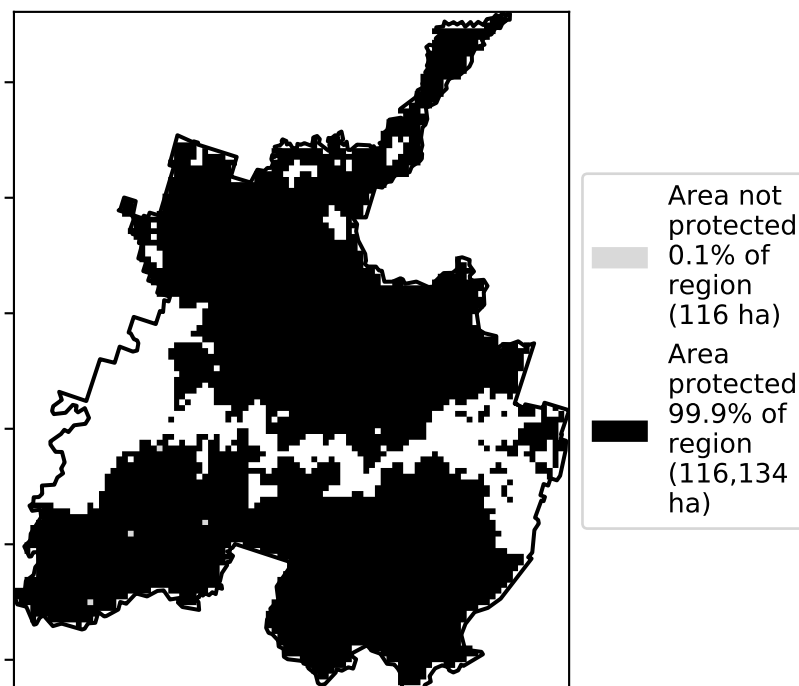 Area not
protected
0.1% of
region
(116 ha)
Area
protected
99.9% of
region
(116,134
ha)